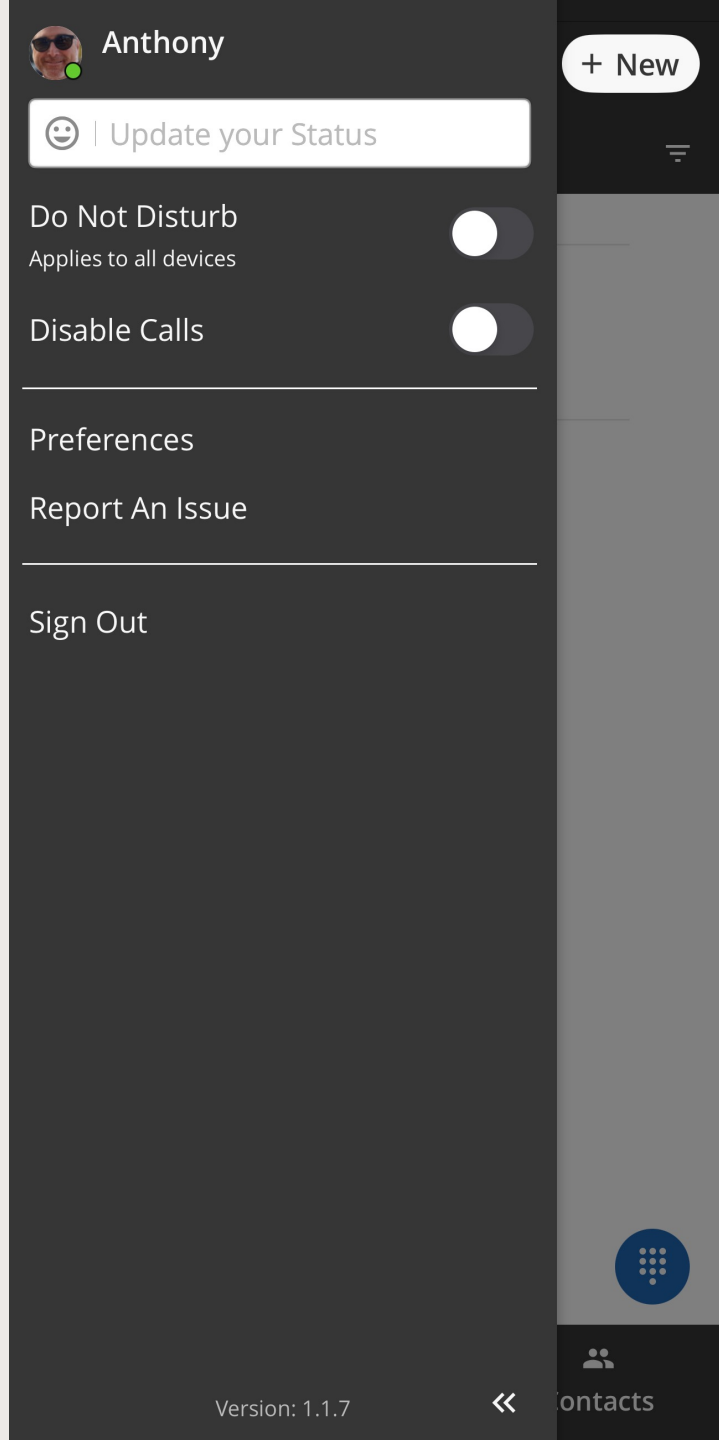 Anthony
+ New
Update your Status
Do Not Disturb
Applies to all devices
Disable Calls
Preferences
Report An Issue
Sign Out
Version: 1.1.7
ontacts